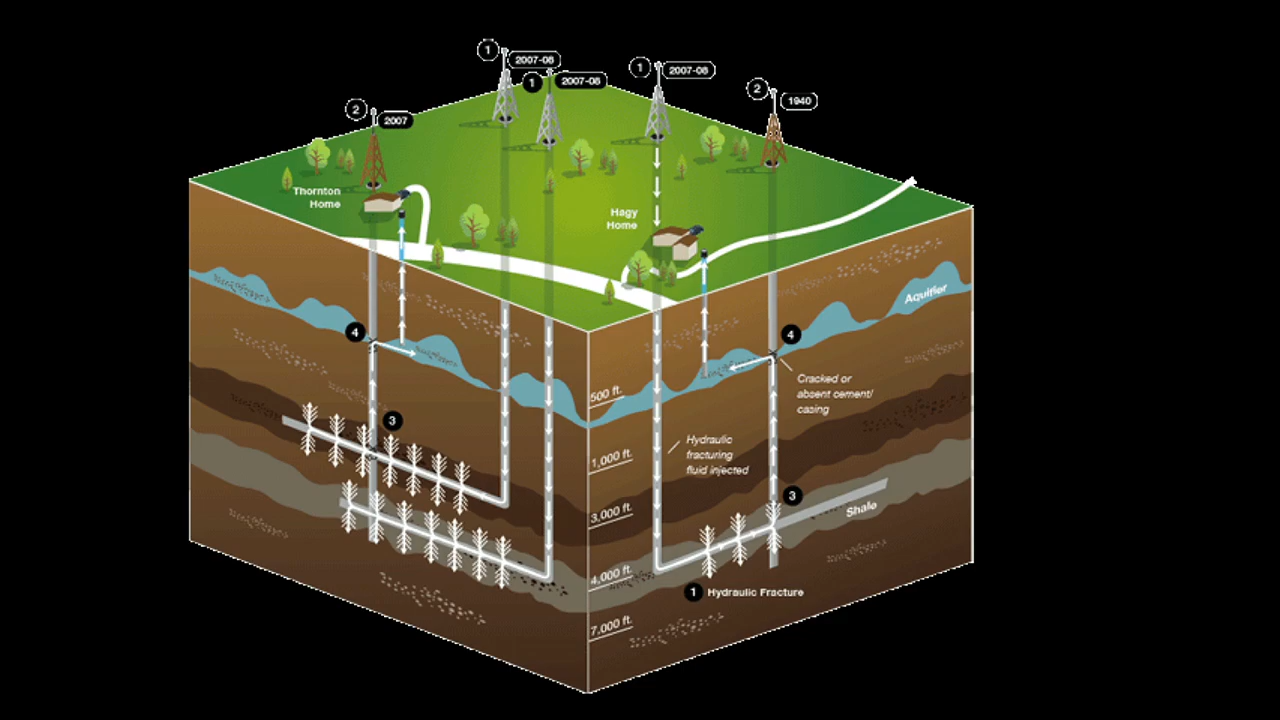 1
2007-08
1
2007-08
1
2007-08
2
1940
2
2007
Thornton
Home
Hagy
Home
Aquifier
4
4
Cracked or
absent cement/
casing
500 ft.
3
Hydraulic
fracturing
fluid injected
1,000 ft.
3
Shale
3,000 ft.
4,000 ft.
1 Hydraulic Fracture
7,000 ft.